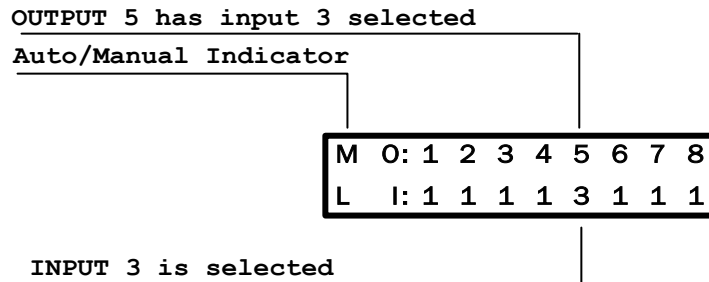 OUTPUT 5 has input 3 selected
Auto/Manual Indicator
M O: 1 2 3 4 5 6 7 8
L I: 1 1 1 1 3 1 1 1
INPUT 3 is selected